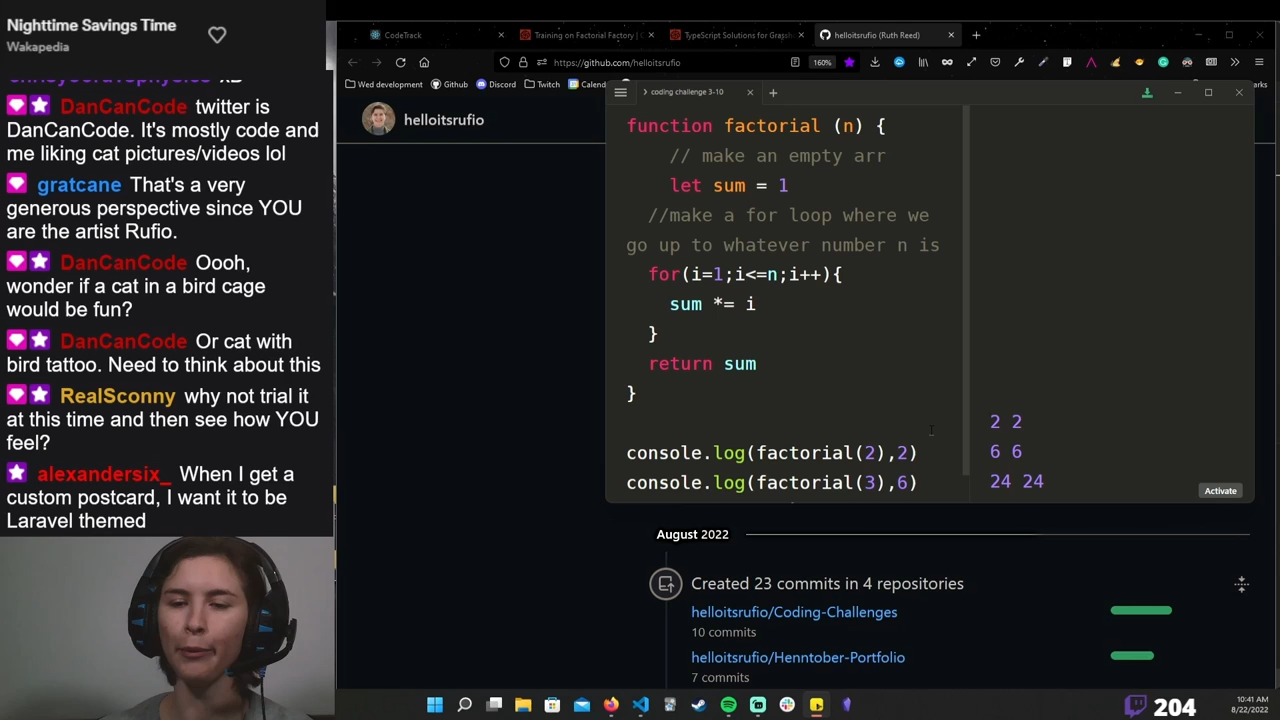 Nighttime Savings Time
Wakapedia
DanCanCode twitter is
DanCanCode. It's mostly code and
me liking cat pictures/videos lol
gratcane That's a very
generous perspective since YOU
are the artist Rufio.
DanCanCode Oooh,
wonder if a cat in a bird cage
would be fun?
DanCanCode Or cat with
bird tattoo. Need to think about this
RealSconny why not trial it
at this time and then see how YOU
feel?
alexandersix_ When I get a
custom postcard, I want it to be
Laravel themed
CodeTrack
Training on Factorial Factory | C
TypeScript Solutions for Grassh
helloitsrufio (Ruth Reed)
https://github.com/helloitsrufio
160%
Wed development
Github
Discord
Twitch
Calend
helloitsrufio
coding challenge 3-10
function factorial (n) {
// make an empty arr
let sum = 1
//make a for loop where we
go up to whatever number n is
for(i=1;i<=n;i++){
sum *= i
}
return sum
}
console.log(factorial(2),2)
console.log(factorial(3),6)
2 2
6 6
24 24
Activate
August 2022
Created 23 commits in 4 repositories
helloitsrufio/Coding-Challenges
10 commits
helloitsrufio/Henntober-Portfolio
7 commits
10:41 AM
8/22/2022
204